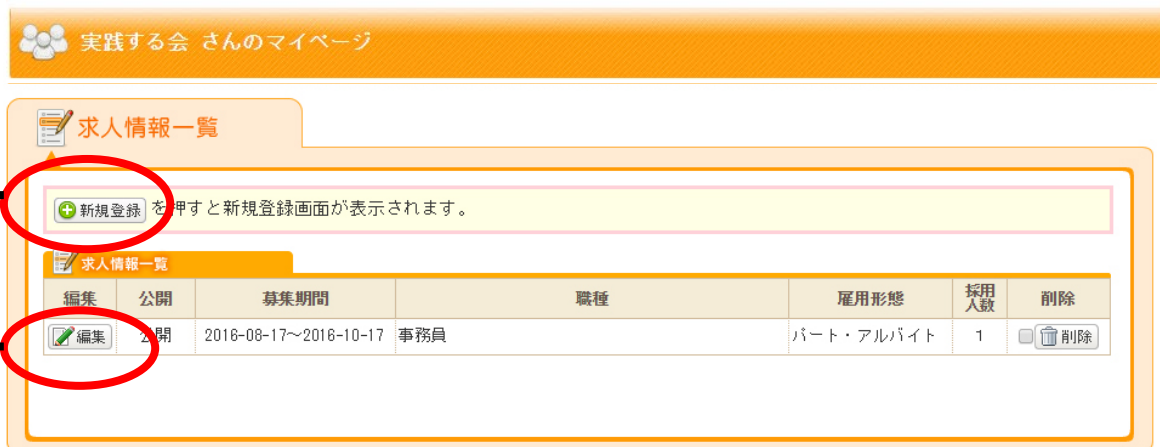 実践する会 さんのマイページ
求人情報一覧
新規登録 を押すと新規登録画面が表示されます。
求人情報一覧
編集 公開 募集期間 職種 雇用形態 採用人数 削除
編集 公開 2016-08-17～2016-10-17 事務員 パート・アルバイト 1 削除